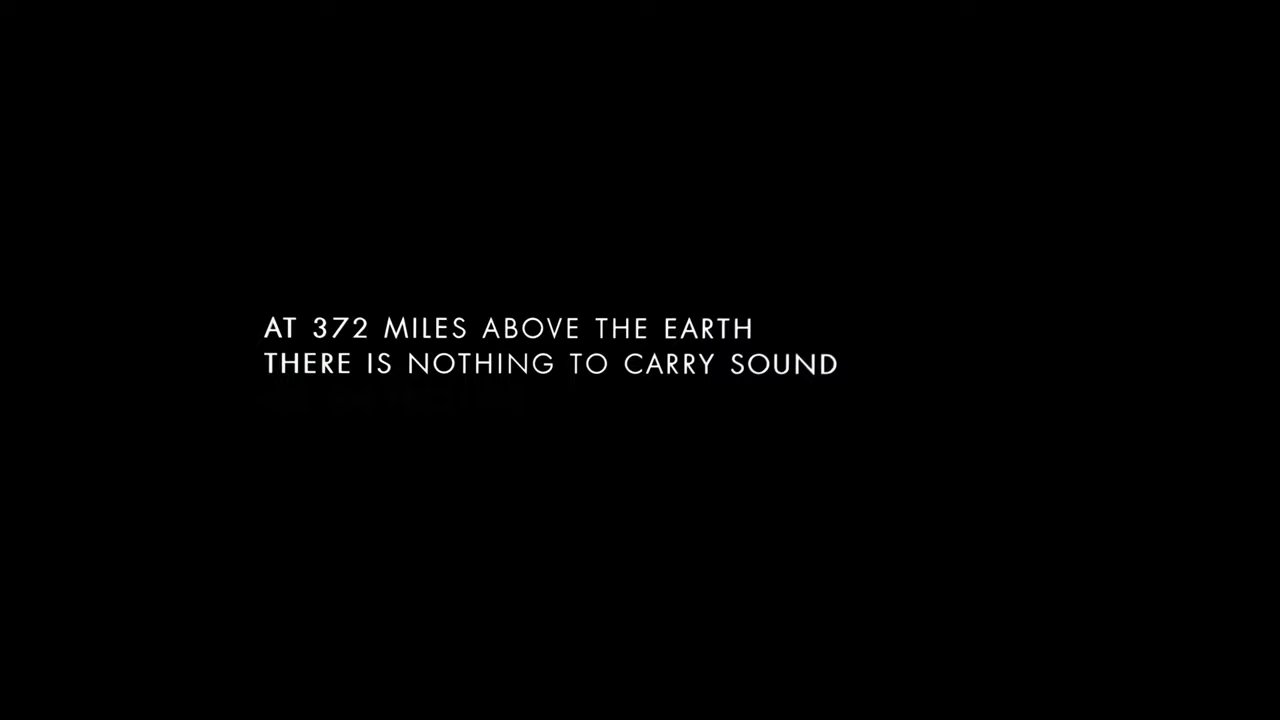 AT 372 MILES ABOVE THE EARTH
THERE IS NOTHING TO CARRY SOUND